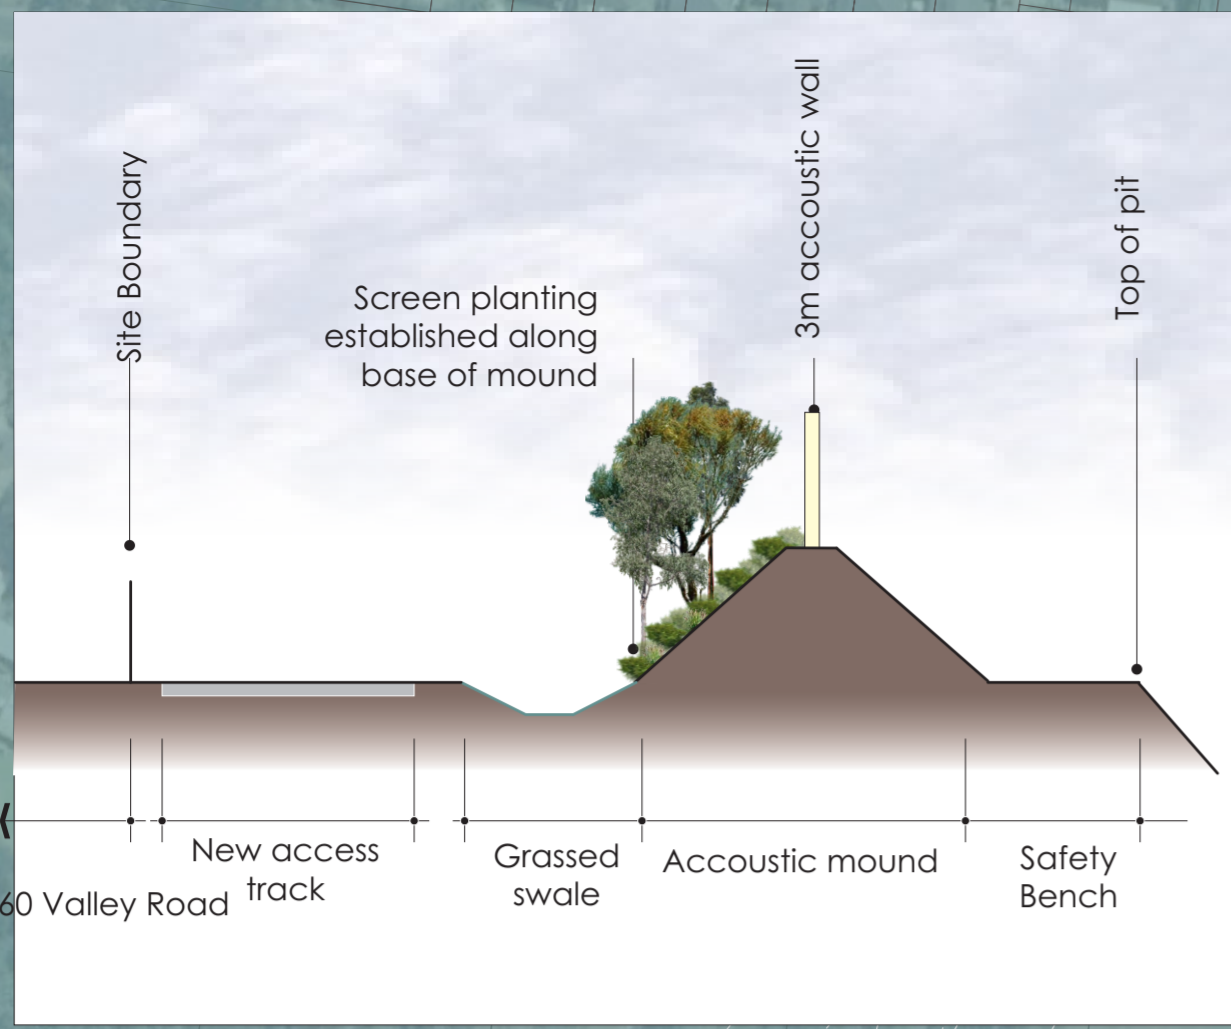 Site Boundary
Screen planting
established along
base of mound
3m accoustic wall
Top of pit
New access
track
Grassed
swale
Accoustic mound
Safety
Bench
60 Valley Road